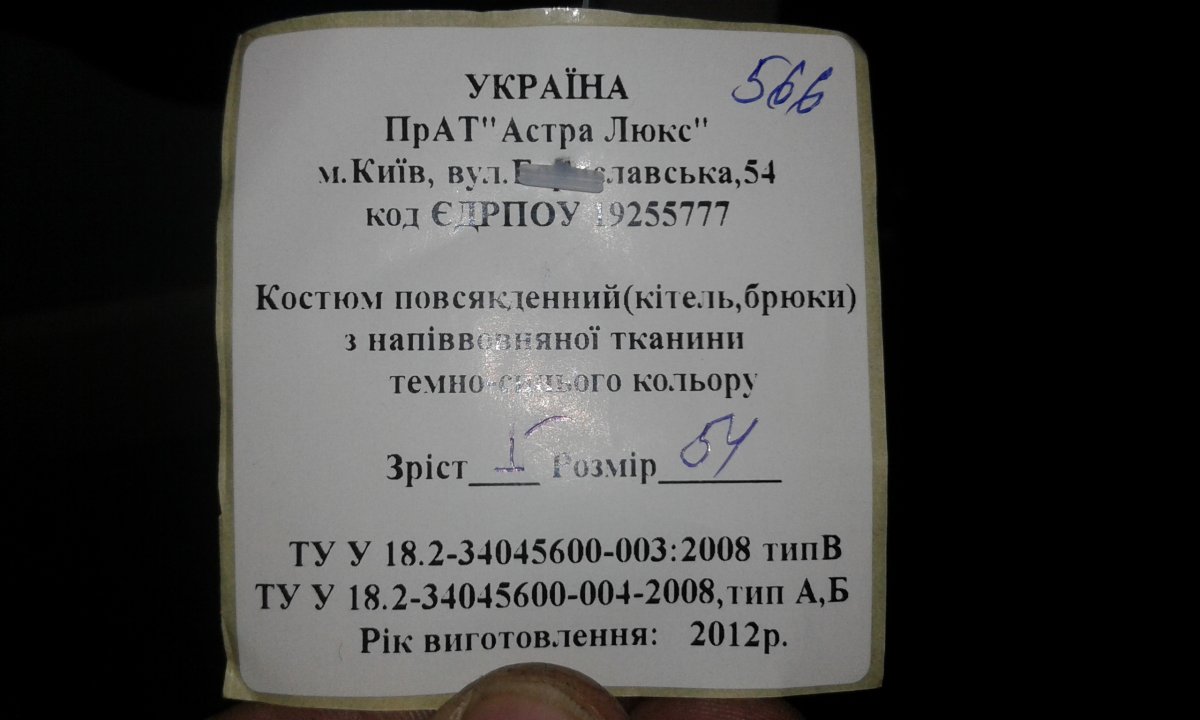 УКРАЇНА
566
ПрАТ"Астра Люкс"
м.Київ, вул. 54
код ЄДРПОУ 19255777
Костюм повсякденний(кітель,брюки)
з напіввовняної тканини
темно-синього кольору
Зріст I Розмір 54
ТУ У 18.2-34045600-003:2008 типВ
ТУ У 18.2-34045600-004-2008,тип А,Б
Рік виготовлення: 2012р.